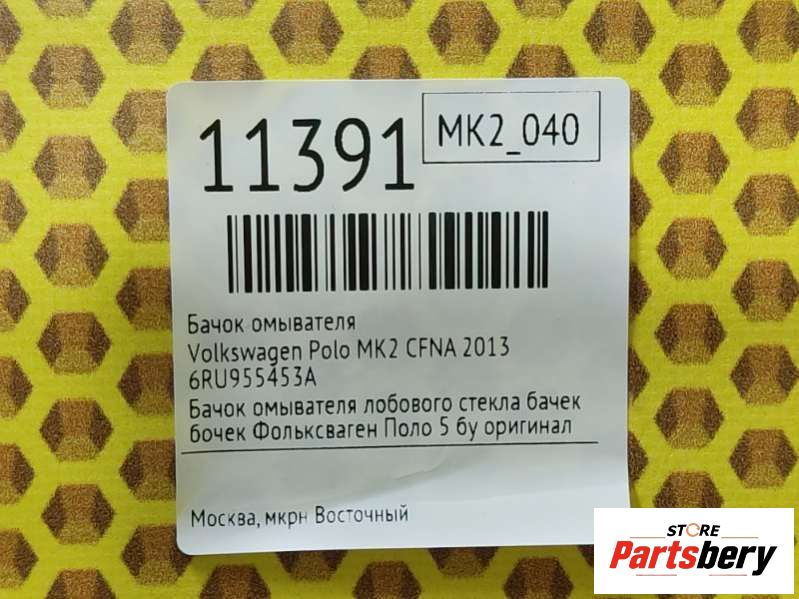 11391
MK2_040
Бачок омывателя
Volkswagen Polo MK2 CFNA 2013
6RU955453A
Бачок омывателя лобового стекла бачек
бочек Фольксваген Поло 5 бу оригинал
Москва, мкрн Восточный
STORE
Partsbery